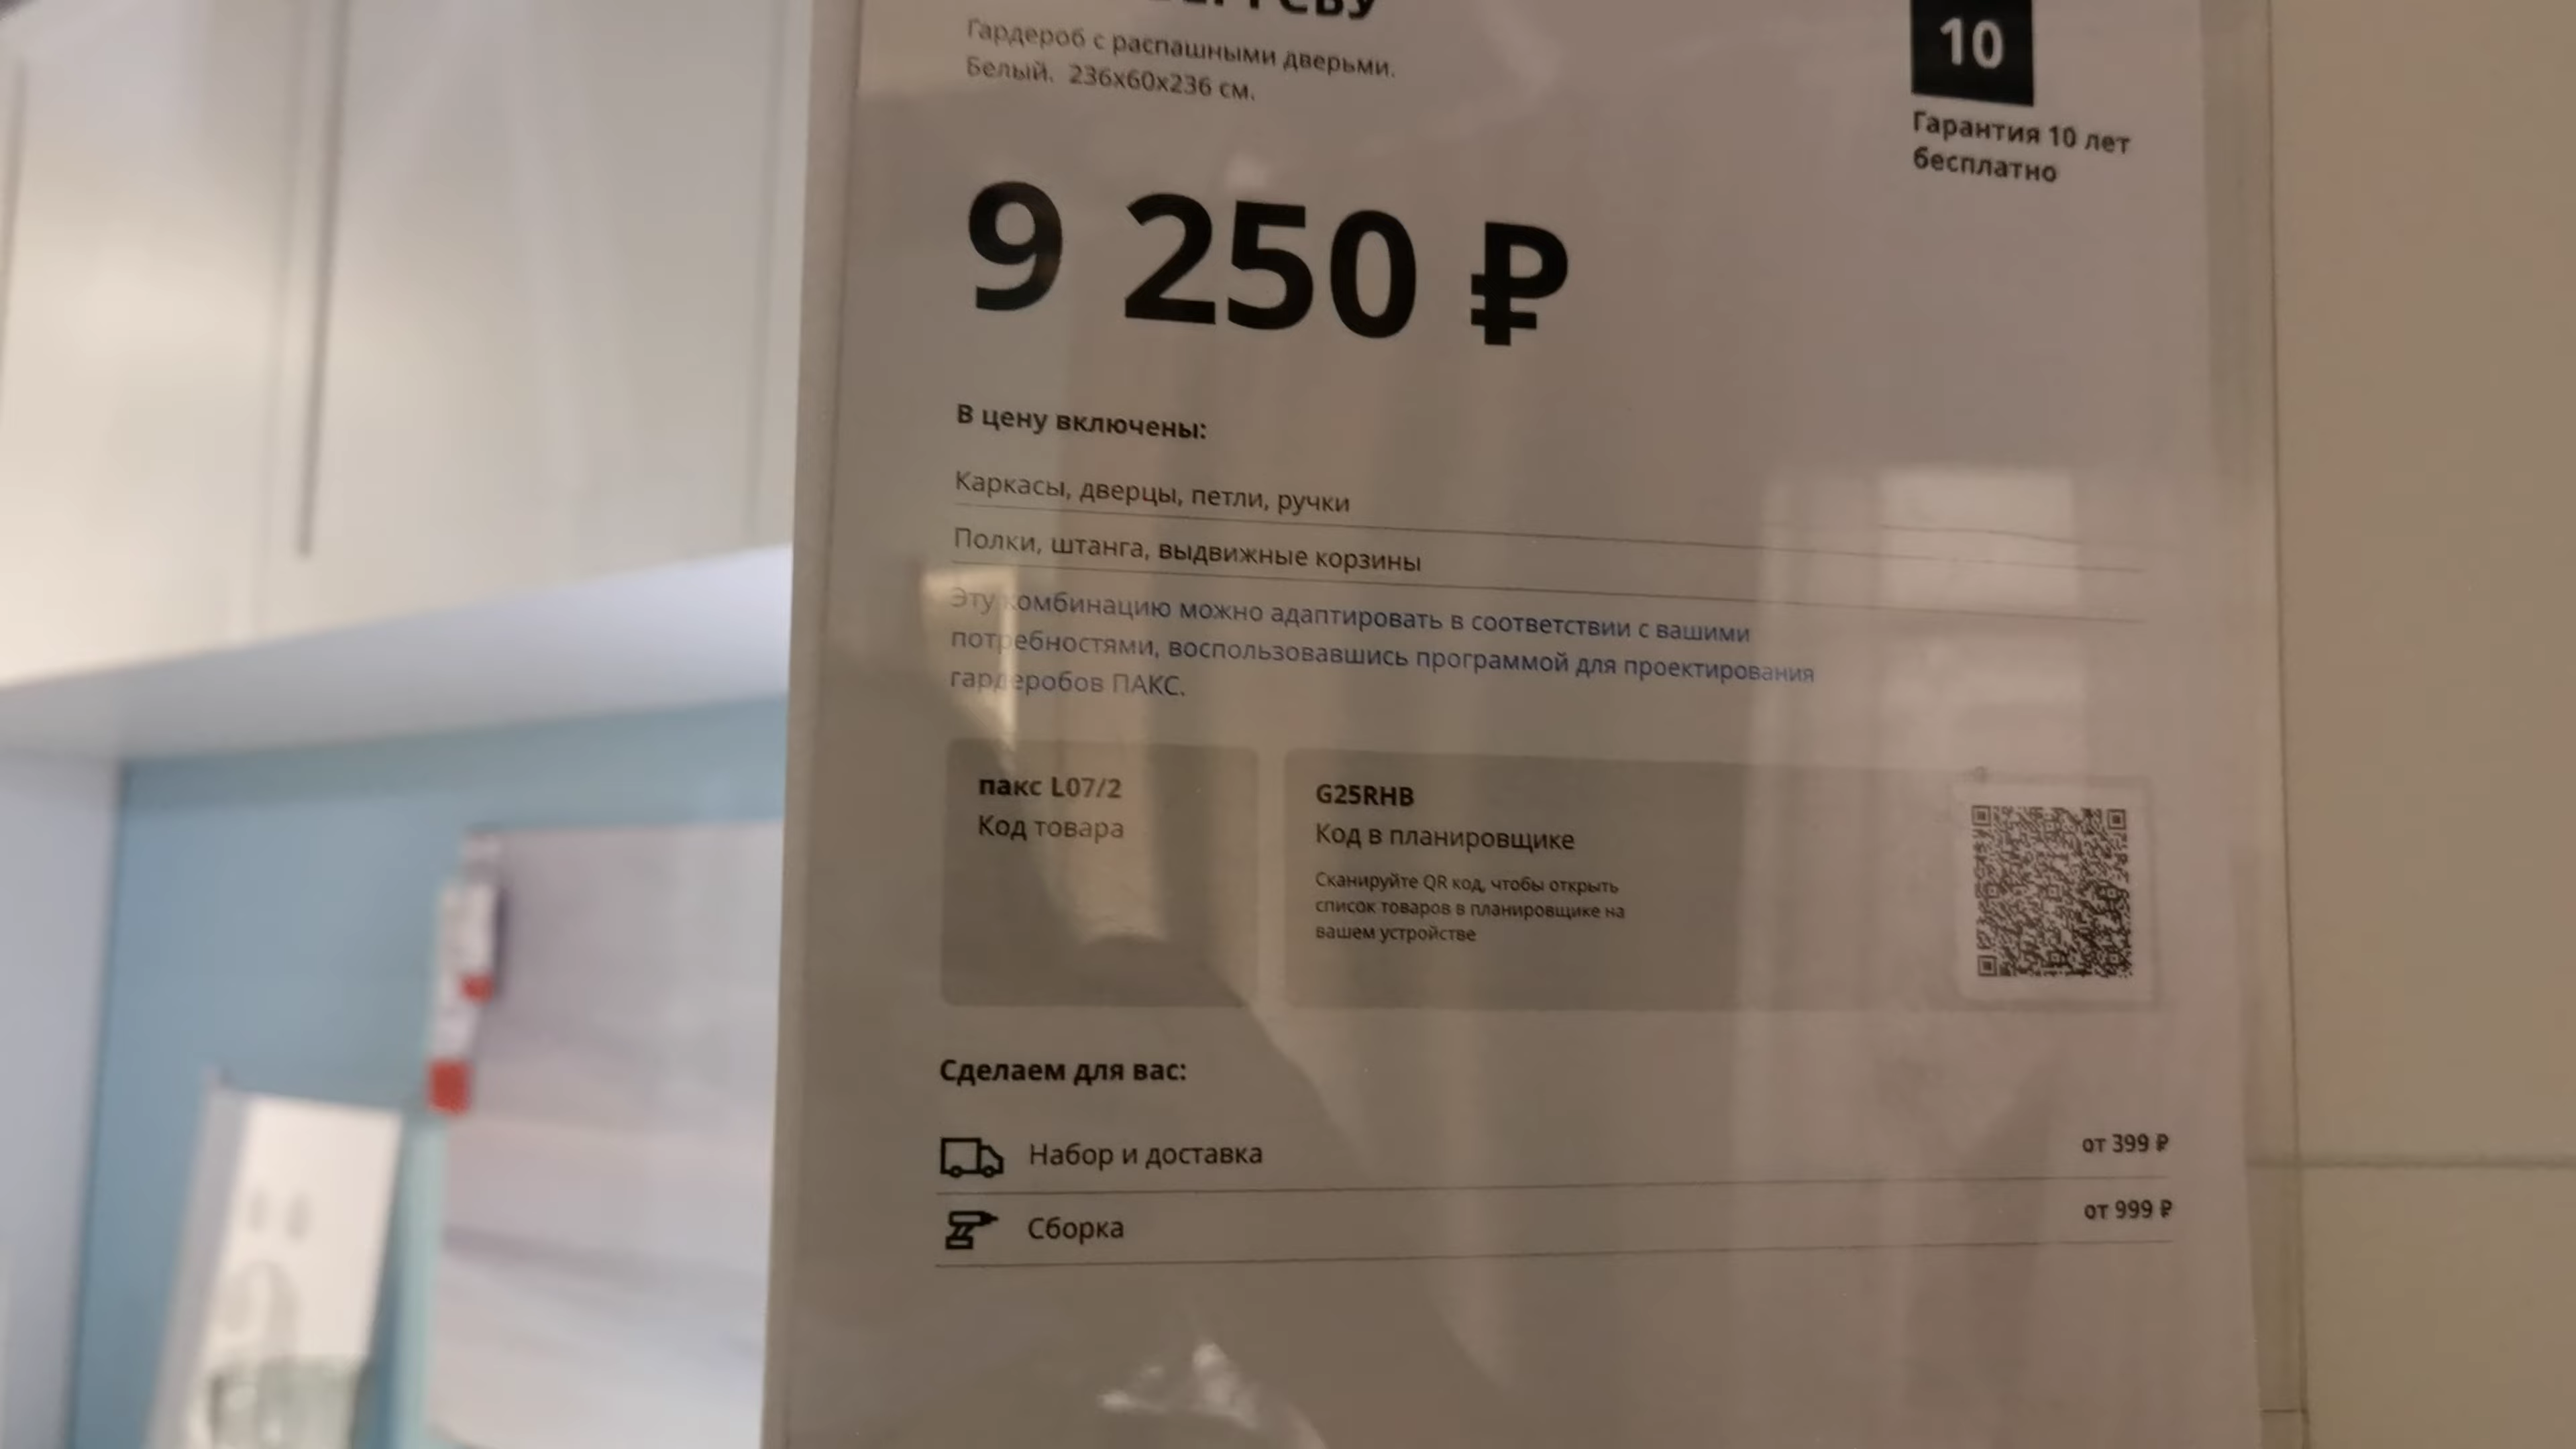 Гардероб с распашными дверьми.
Белый. 236x60x236 см.
10
Гарантия 10 лет
бесплатно
9 250 ₽
В цену включены:
Каркасы, дверцы, петли, ручки
Полки, штанга, выдвижные корзины
Эту комбинацию можно адаптировать в соответствии с вашими
потребностями, воспользовавшись программой для проектирования
гардеробов ПАКС.
пакс L07/2
Код товара
G25RHB
Код в планировщике
Сканируйте QR код, чтобы открыть
список товаров в планировщике на
вашем устройстве
Сделаем для вас:
Набор и доставка от 399 ₽
Сборка от 999 ₽